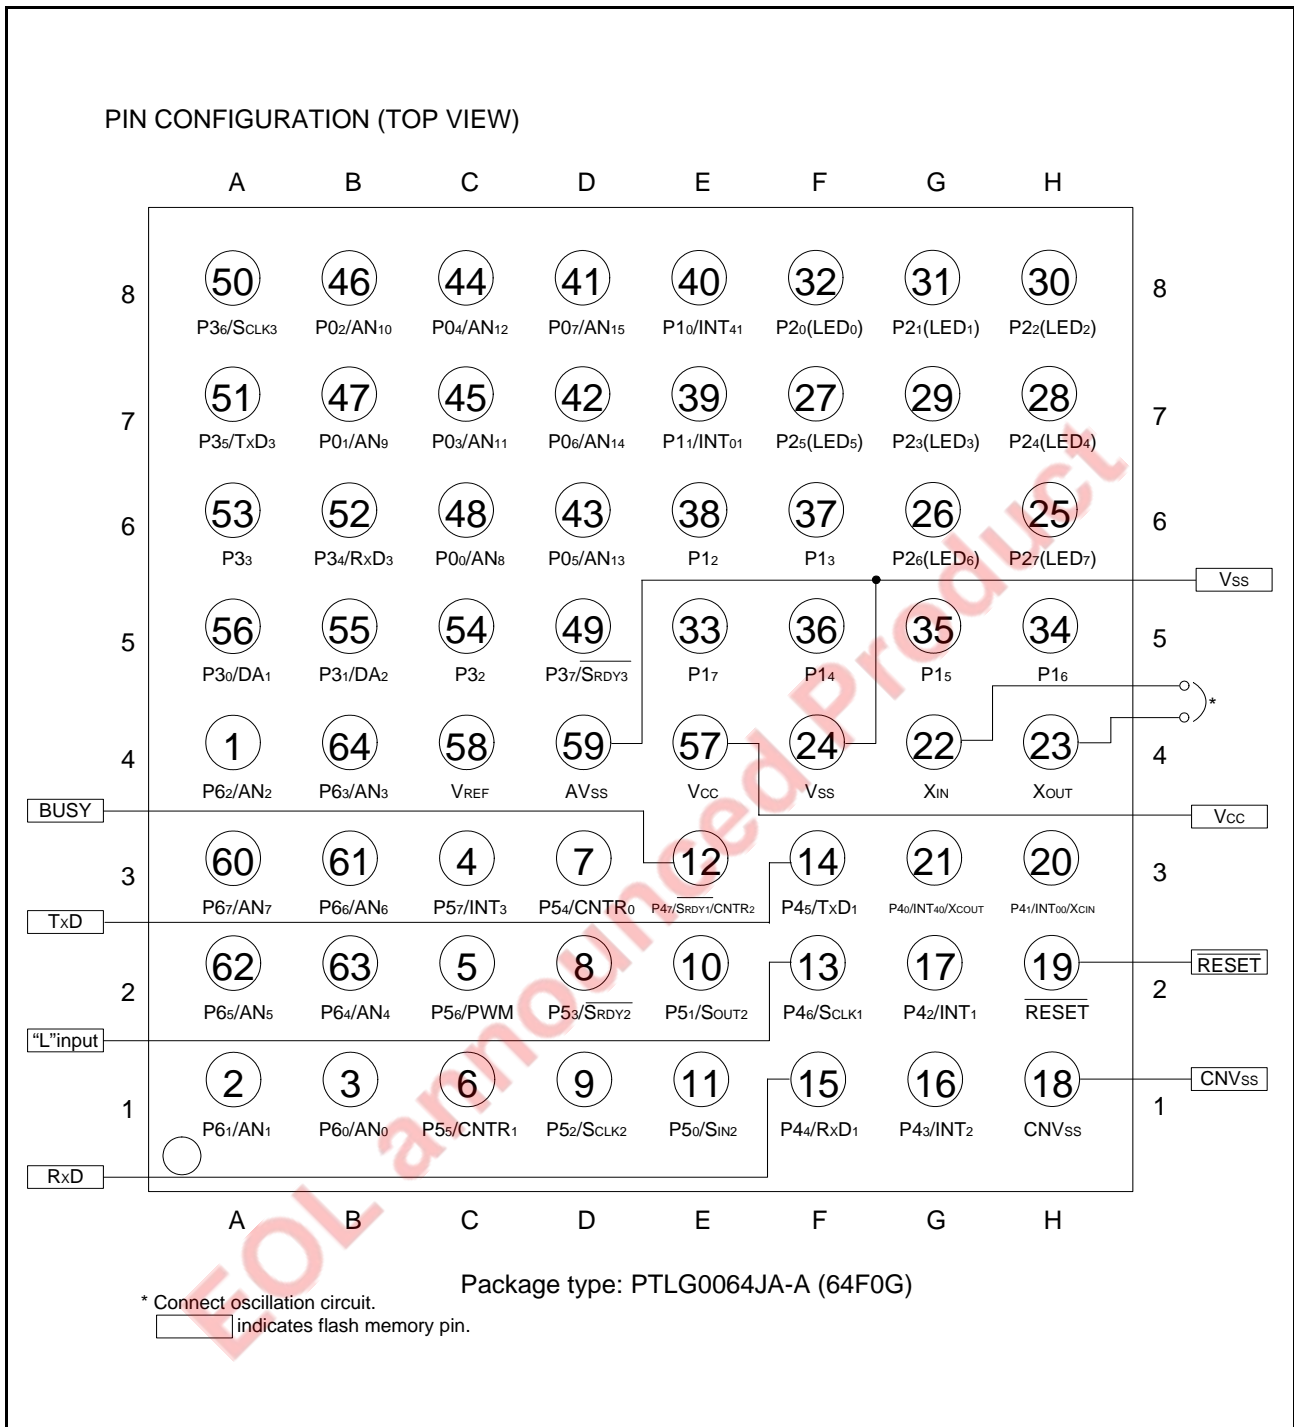 PIN CONFIGURATION (TOP VIEW)
A B C D E F G H
8 50 46 44 41 40 32 31 30 8
P36/SCLK3 P02/AN10 P04/AN12 P07/AN15 P10/INT41 P20(LED0) P21(LED1) P22(LED2)
7 51 47 45 42 39 27 29 28 7
P35/TxD3 P01/AN9 P03/AN11 P06/AN14 P11/INT01 P25(LED5) P23(LED3) P24(LED4)
6 53 52 48 43 38 37 26 25 6
P33 P34/RxD3 P00/AN8 P05/AN13 P12 P13 P26(LED6) P27(LED7)
Vss
5 56 55 54 49 33 36 35 34 5
P30/DA1 P31/DA2 P32 P37/SRDY3 P17 P14 P15 P16
*
4 1 64 58 59 57 24 22 23 4
P62/AN2 P63/AN3 VREF AVSS VCC VSS XIN XOUT
BUSY
Vcc
3 60 61 4 7 12 14 21 20 3
P67/AN7 P66/AN6 P57/INT3 P54/CNTR0 P47/SRDY1/CNTR2 P45/TxD1 P40/INT40/XCOUT P41/INT00/XCIN
TxD
2 62 63 5 8 10 13 17 19 2
RESET
P65/AN5 P64/AN4 P56/PWM P53/SRDY2 P51/SOUT2 P46/SCLK1 P42/INT1 RESET
“L”input
1 2 3 6 9 11 15 16 18 1
CNVss
P61/AN1 P60/AN0 P55/CNTR1 P52/SCLK2 P50/SIN2 P44/RxD1 P43/INT2 CNVSS
RxD
A B C D E F G H
Package type: PTLG0064JA-A (64F0G)
* Connect oscillation circuit.
indicates flash memory pin.
EOL announced Product